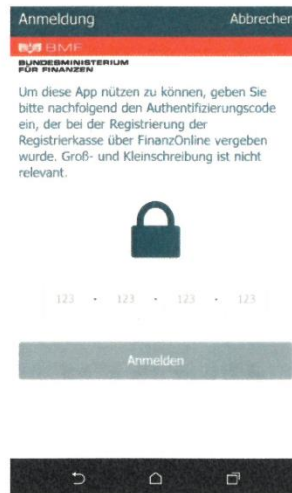 Anmeldung Abbrechen
BMF
BUNDESMINISTERIUM
FÜR FINANZEN
Um diese App nützen zu können, geben Sie
bitte nachfolgend den Authentifizierungscode
ein, der bei der Registrierung der
Registrierkasse über FinanzOnline vergeben
wurde. Groß- und Kleinschreibung ist nicht
relevant.
123 - 123 - 123 - 123
Anmelden